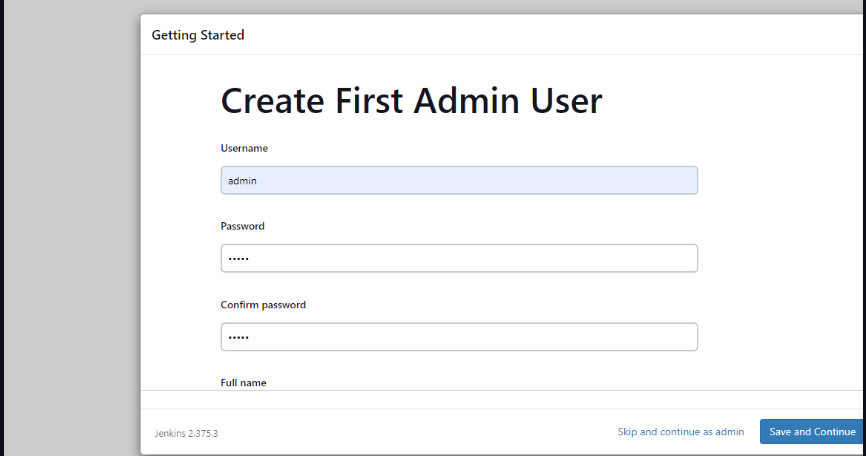 Getting Started
Create First Admin User
Username
admin
Password
•••••
Confirm password
•••••
Full name
Jenkins 2.375.3
Skip and continue as admin
Save and Continue